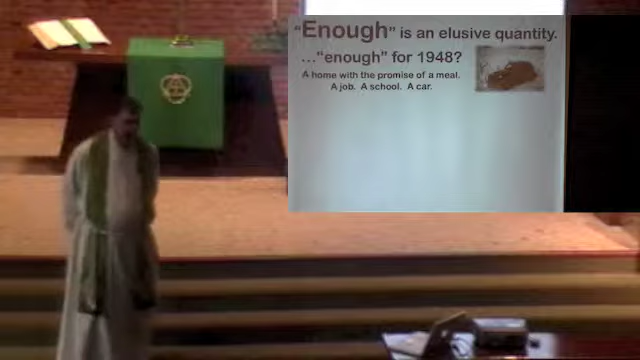 “Enough” is an elusive quantity.
…“enough” for 1948?
A home with the promise of a meal.
A job. A school. A car.